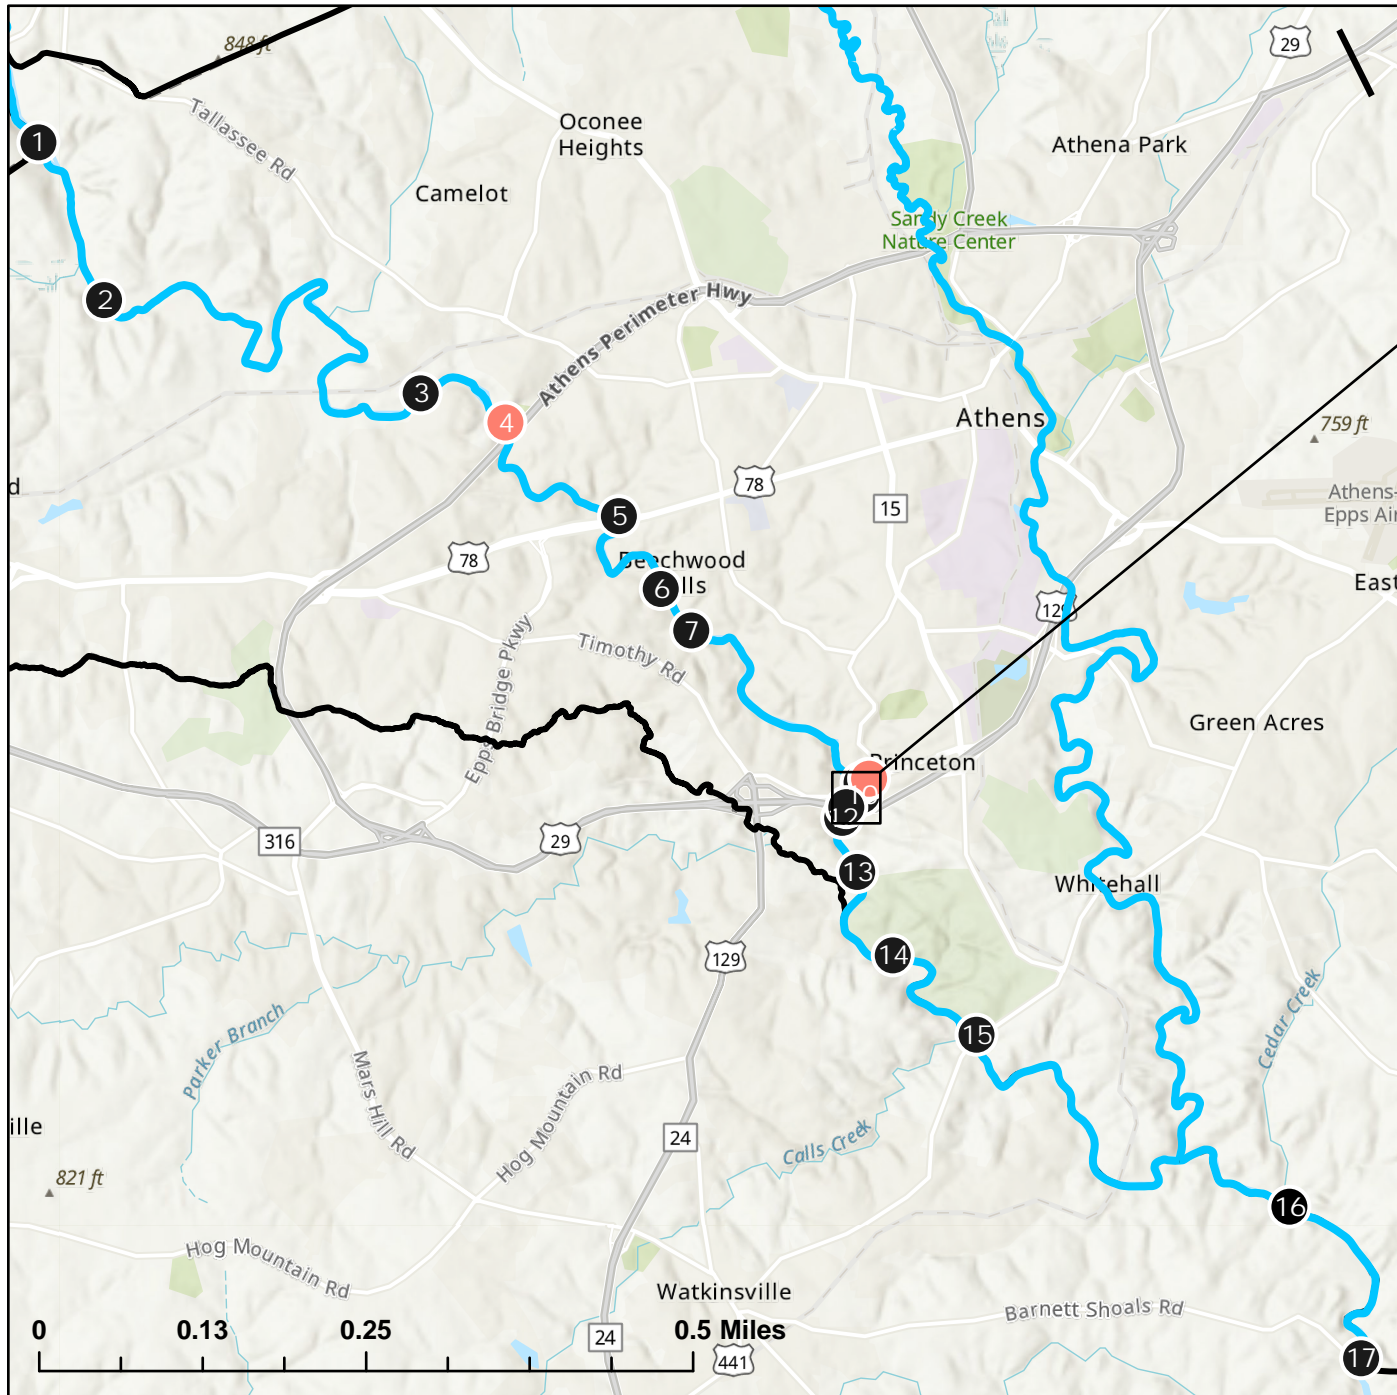 848 ft
29
1
Tallassee Rd
Oconee
Heights
Athena Park
Camelot
Sandy Creek
Nature Center
2
Athens Perimeter Hwy
3
4
Athens
759 ft
78
d
15
Athens-
Epps Air
5
78
Beechwood
lls
6
East
129
7
Timothy Rd
Epps Bridge Pkwy
Green Acres
Princeton
12
316
29
13
Whitehall
129
14
Parker Branch
Cedar Creek
15
Mars Hill Rd
Hog Mountain Rd
ille
24
Calls Creek
821 ft
16
Hog Mountain Rd
Watkinsville
Barnett Shoals Rd
0 0.13 0.25 0.5 Miles
24
441
17